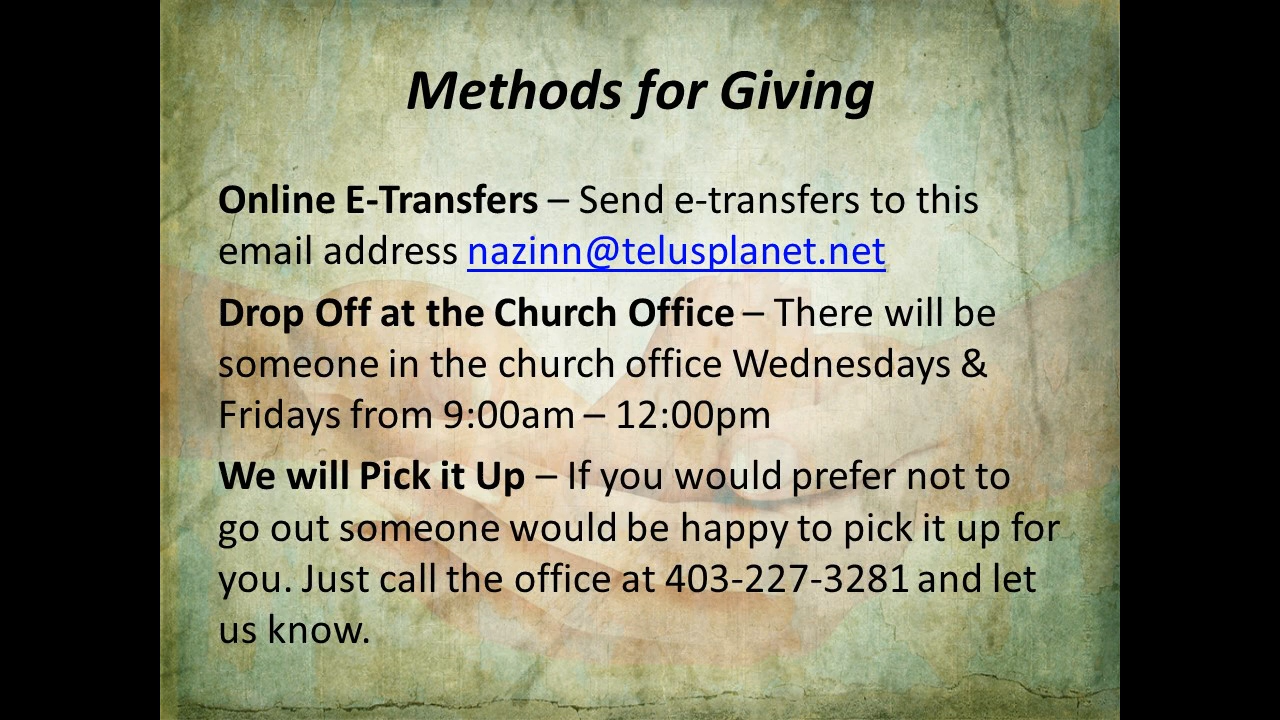 Methods for Giving
Online E-Transfers – Send e-transfers to this
email address nazinn@telusplanet.net
Drop Off at the Church Office – There will be
someone in the church office Wednesdays &
Fridays from 9:00am – 12:00pm
We will Pick it Up – If you would prefer not to
go out someone would be happy to pick it up for
you. Just call the office at 403-227-3281 and let
us know.